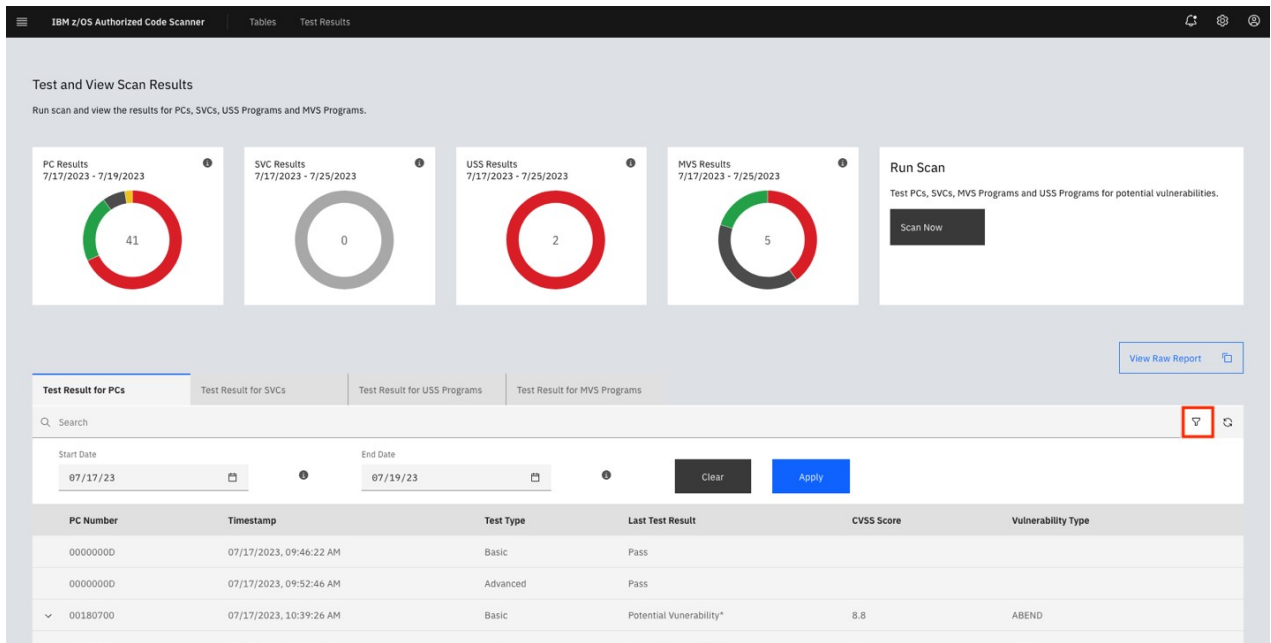 IBM z/OS Authorized Code Scanner Tables Test Results
Test and View Scan Results
Run scan and view the results for PCs, SVCs, USS Programs and MVS Programs.
PC Results
7/17/2023 - 7/19/2023
41
SVC Results
7/17/2023 - 7/25/2023
0
USS Results
7/17/2023 - 7/25/2023
2
MVS Results
7/17/2023 - 7/25/2023
5
Run Scan
Test PCs, SVCs, MVS Programs and USS Programs for potential vulnerabilities.
Scan Now
View Raw Report
Test Result for PCs Test Result for SVCs Test Result for USS Programs Test Result for MVS Programs
Search
Start Date End Date
07/17/23 07/19/23 Clear Apply
PC Number Timestamp Test Type Last Test Result CVSS Score Vulnerability Type
0000000D 07/17/2023, 09:46:22 AM Basic Pass
0000000D 07/17/2023, 09:52:46 AM Advanced Pass
00180700 07/17/2023, 10:39:26 AM Basic Potential Vunerability* 8.8 ABEND